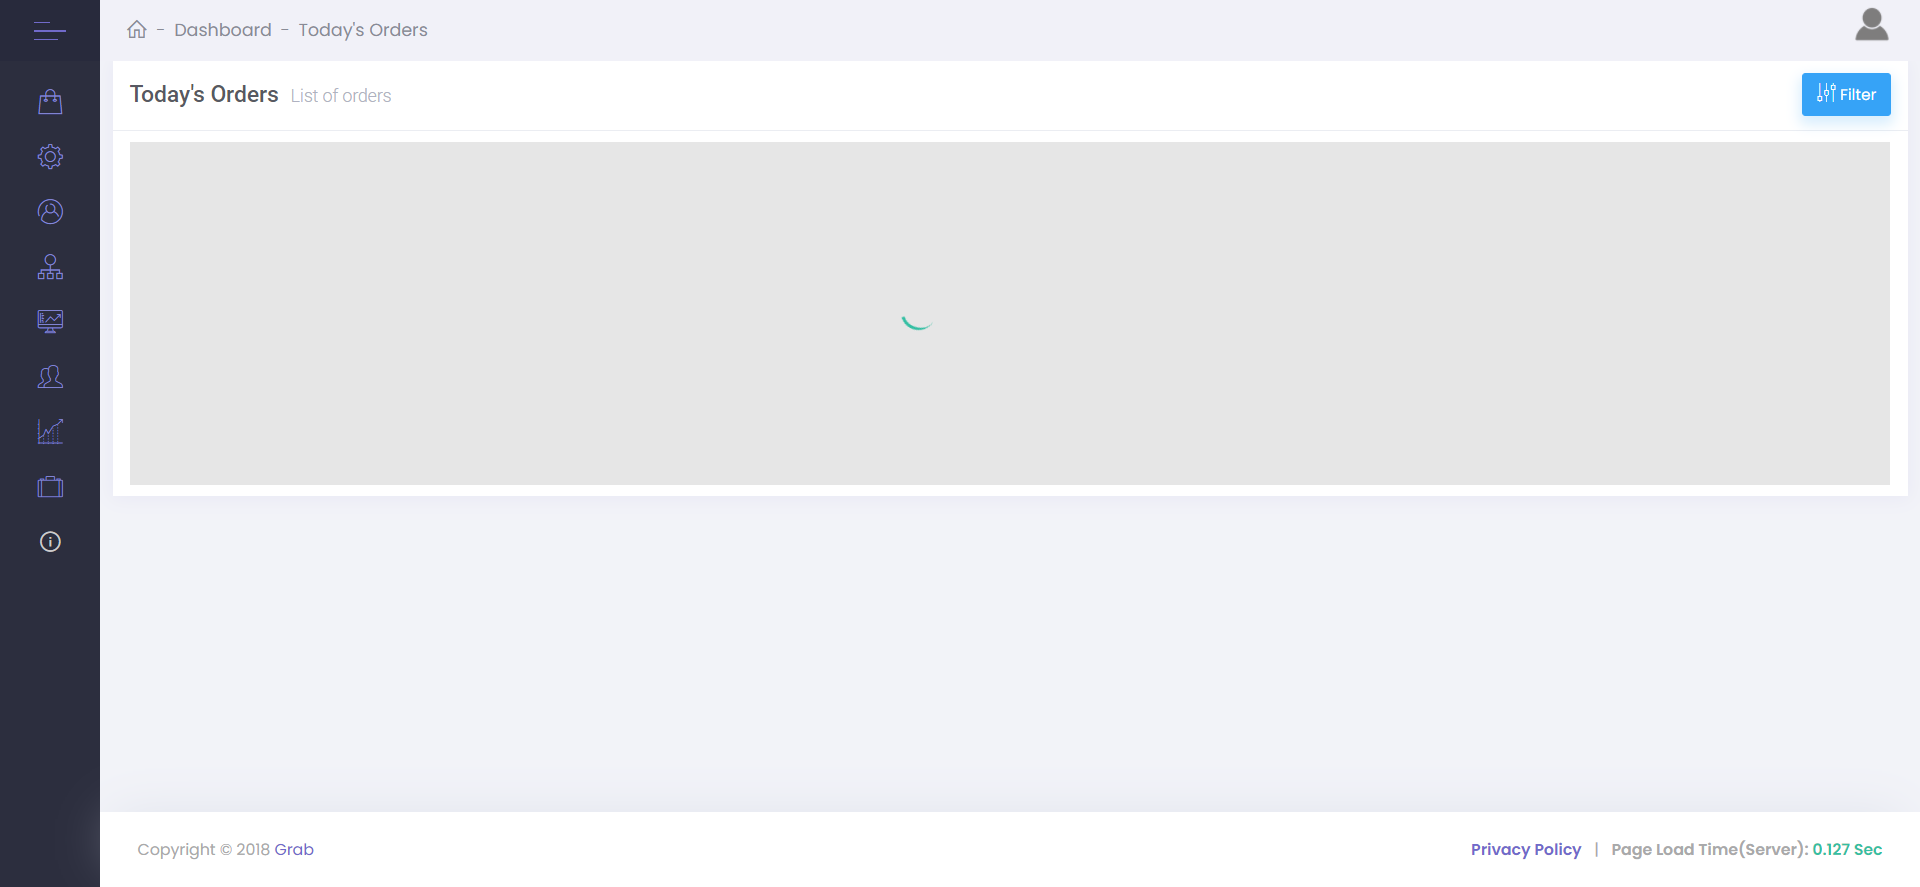 - Dashboard - Today's Orders
Today's Orders List of orders
Filter
Copyright © 2018 Grab
Privacy Policy | Page Load Time(Server): 0.127 Sec